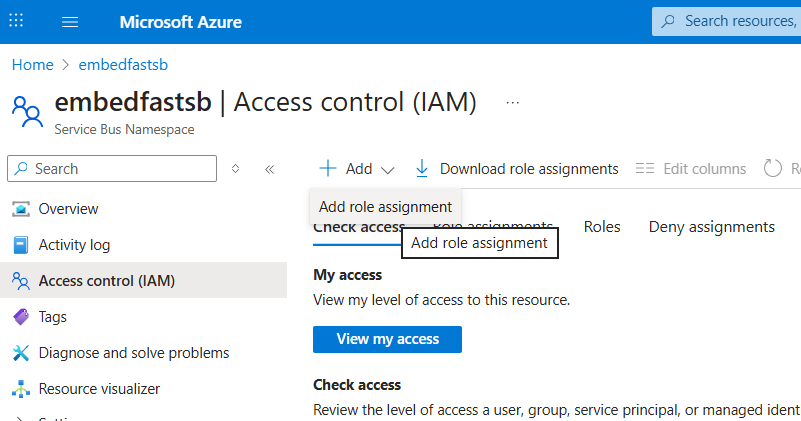 Microsoft Azure
Search resources,
Home > embedfastsb
embedfastsb | Access control (IAM) ...
Service Bus Namespace
Search
Add
Download role assignments
Edit columns
Add role assignment
Check access
Role assignments
Roles
Deny assignments
Add role assignment
Overview
Activity log
Access control (IAM)
Tags
Diagnose and solve problems
Resource visualizer
My access
View my level of access to this resource.
View my access
Check access
Review the level of access a user, group, service principal, or managed ident